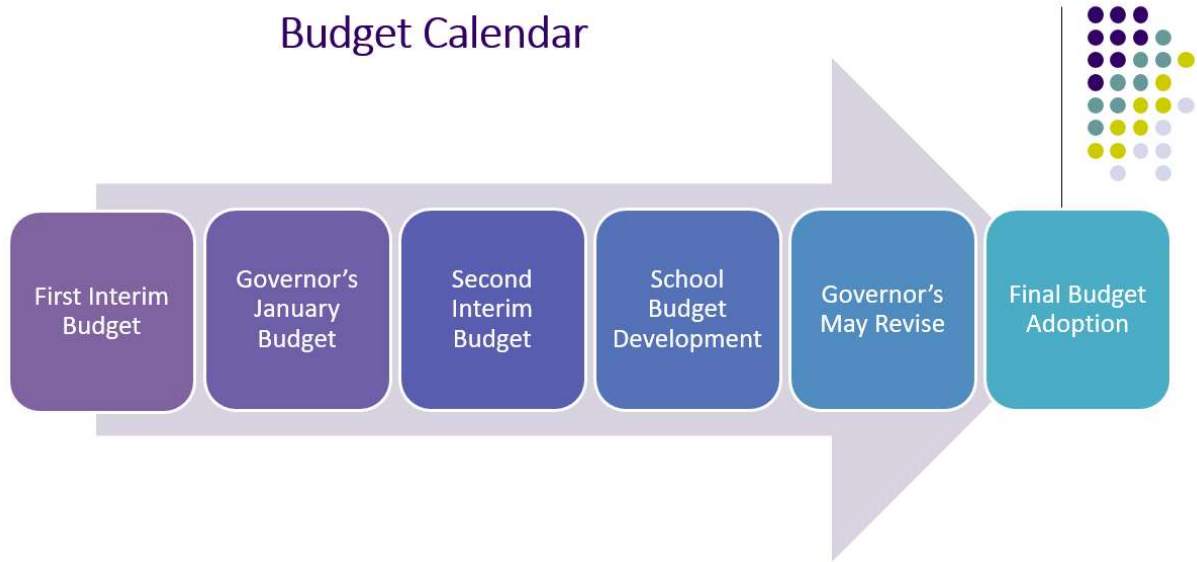 Budget Calendar
First Interim
Budget
Governor’s
January
Budget
Second
Interim
Budget
School
Budget
Development
Governor’s
May Revise
Final Budget
Adoption